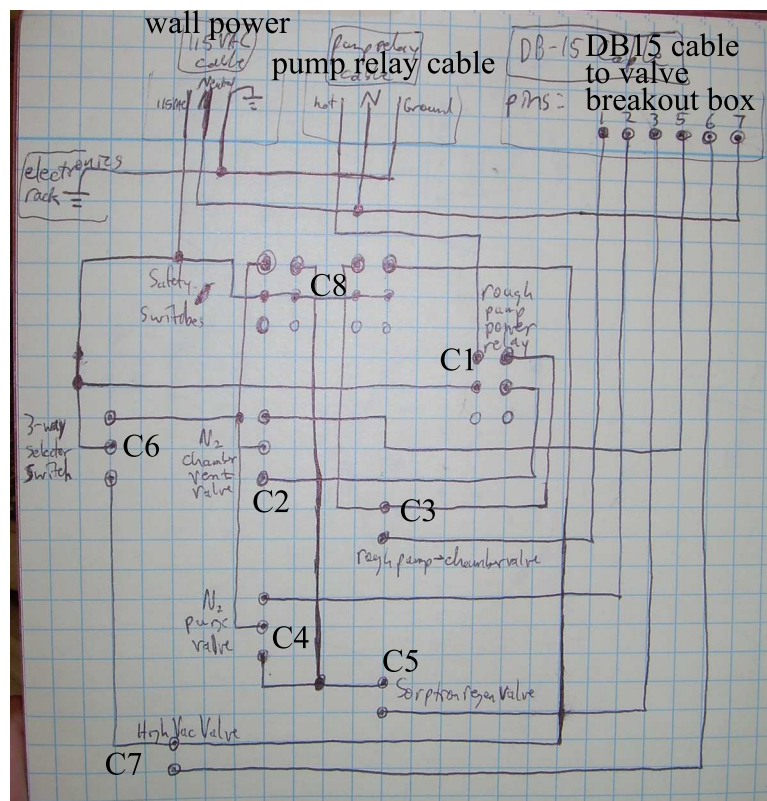 wall power
115VAC
cable
pump relay
cable
pump relay cable
DB-15
DB15 cable
to valve
breakout box
115VAC
Neutral
hot
N
Ground
pins=
1 2 3 5 6 7
electronics
rack
Safety
Switches
C8
rough
pump
power
relay
C1
3-way
Selector
Switch
C6
N2
chamber
vent
valve
C2
C3
rough pump→chamber valve
N2
purge
valve
C4
C5
Sorption regen valve
High Vac Valve
C7